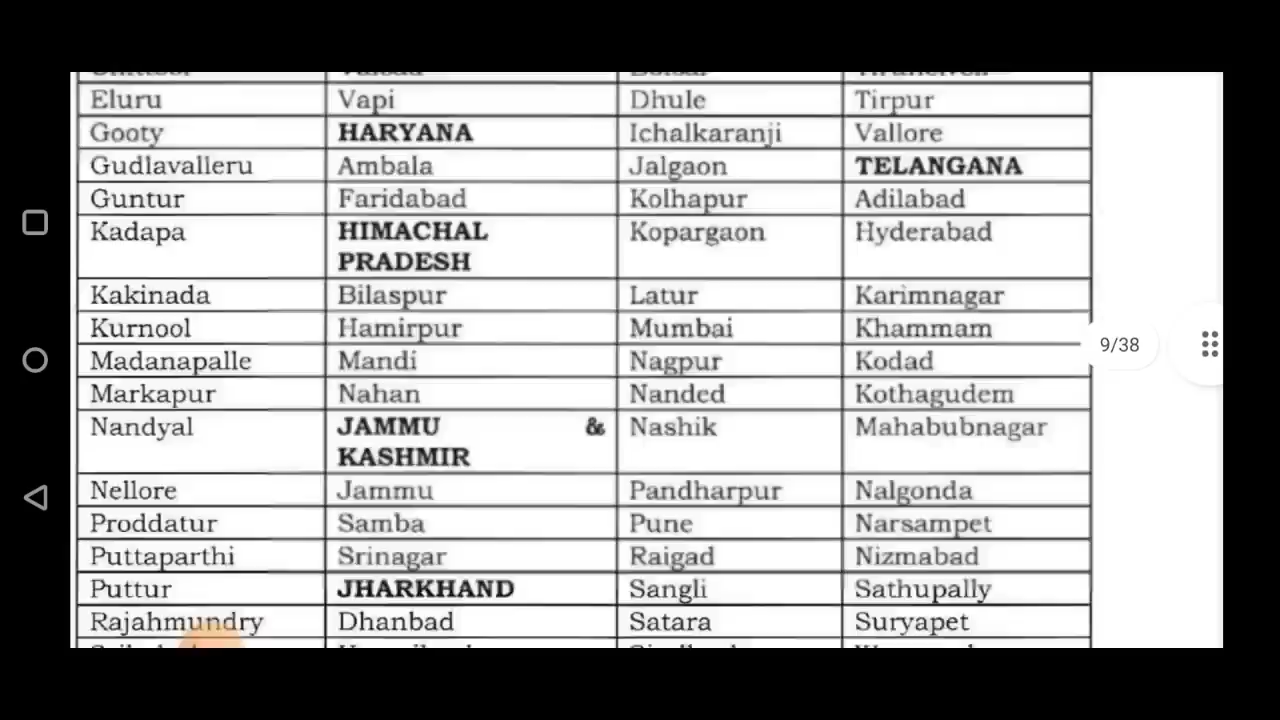 Eluru Vapi Dhule Tirpur
Gooty HARYANA Ichalkaranji Vallore
Gudlavalleru Ambala Jalgaon TELANGANA
Guntur Faridabad Kolhapur Adilabad
Kadapa HIMACHAL Kopargaon Hyderabad
PRADESH
Kakinada Bilaspur Latur Karimnagar
Kurnool Hamirpur Mumbai Khammam
9/38
Madanapalle Mandi Nagpur Kodad
Markapur Nahan Nanded Kothagudem
Nandyal JAMMU & Nashik Mahabubnagar
KASHMIR
Nellore Jammu Pandharpur Nalgonda
Proddatur Samba Pune Narsampet
Puttaparthi Srinagar Raigad Nizmabad
Puttur JHARKHAND Sangli Sathupally
Rajahmundry Dhanbad Satara Suryapet